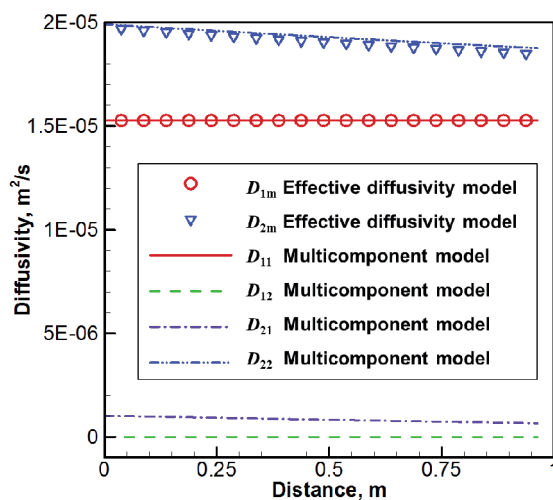 2E-05
1.5E-05
1E-05
5E-06
0
Diffusivity, m²/s
D1m Effective diffusivity model
D2m Effective diffusivity model
D11 Multicomponent model
D12 Multicomponent model
D21 Multicomponent model
D22 Multicomponent model
0 0.25 0.5 0.75 1
Distance, m